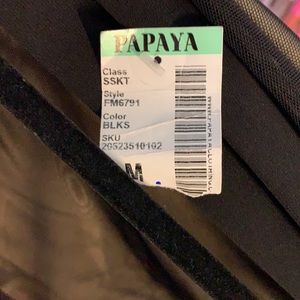 PAPAYA
Class
SSKT
Style
FM6791
Color
BLKS
SKU
20523510102
M